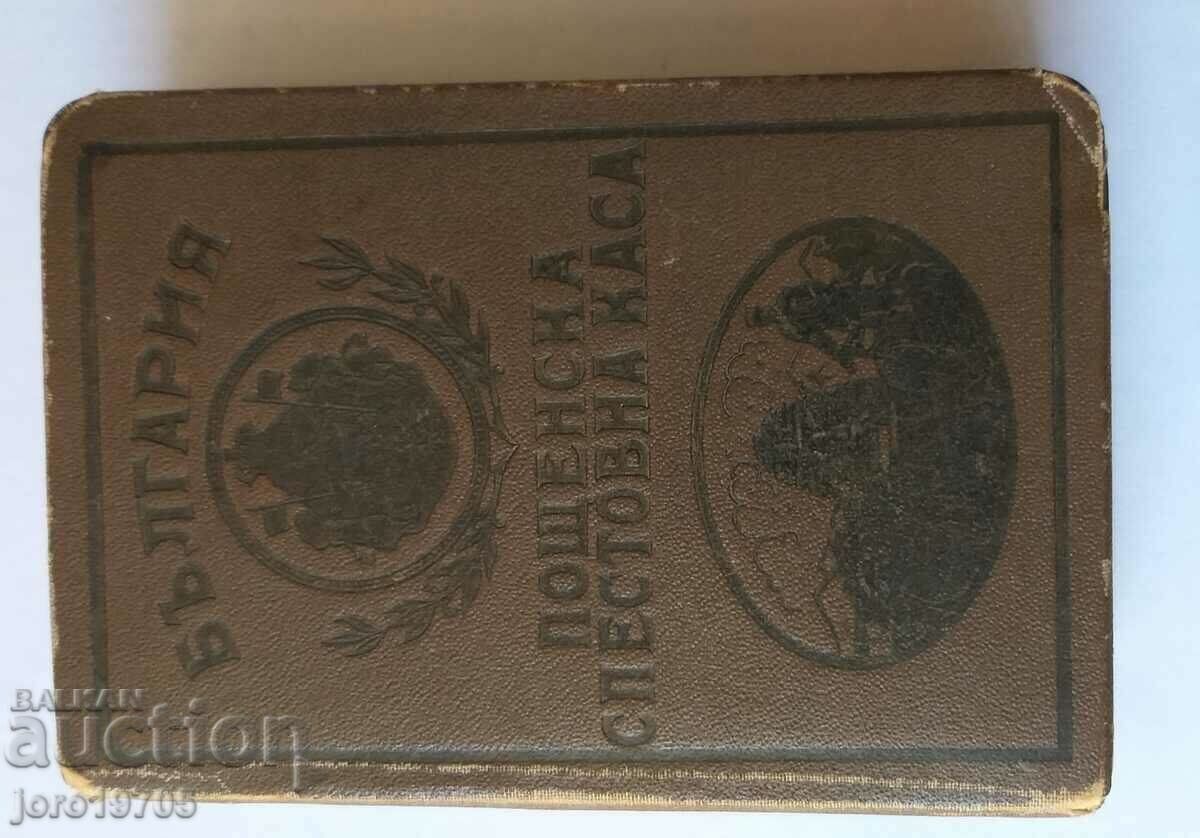 БЪЛГАРИЯ
ПОЩЕНСКА
СПЕСТОВНА КАСА
BALKAN
auction
joro19705